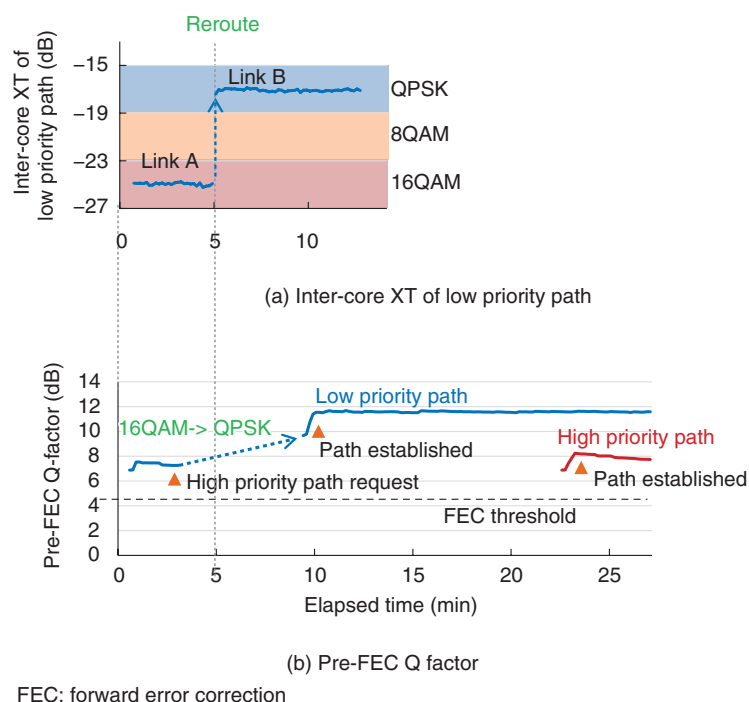 Reroute
Inter-core XT of
low priority path (dB)
−15
−19
−23
−27
Link B
Link A
QPSK
8QAM
16QAM
0
5
10
(a) Inter-core XT of low priority path
Pre-FEC Q-factor (dB)
14
12
10
8
6
4
2
0
Low priority path
16QAM-> QPSK
Path established
High priority path request
High priority path
Path established
FEC threshold
0
5
10
15
20
25
Elapsed time (min)
(b) Pre-FEC Q factor
FEC: forward error correction